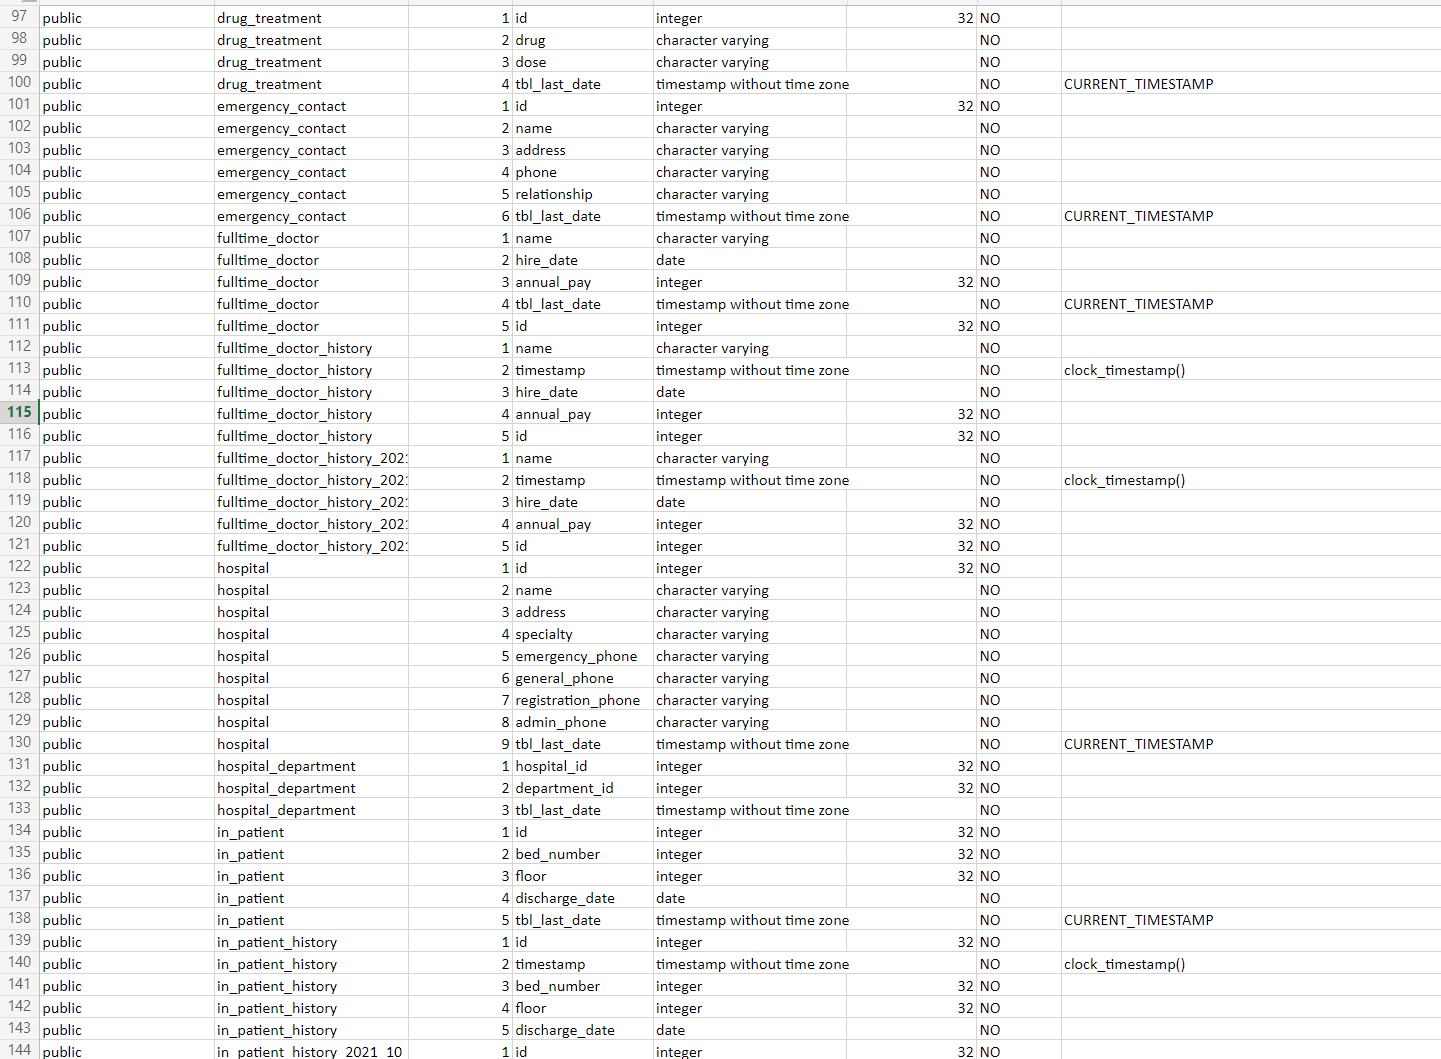 97 public drug_treatment 1 id integer 32 NO
98 public drug_treatment 2 drug character varying NO
99 public drug_treatment 3 dose character varying NO
100 public drug_treatment 4 tbl_last_date timestamp without time zone NO CURRENT_TIMESTAMP
101 public emergency_contact 1 id integer 32 NO
102 public emergency_contact 2 name character varying NO
103 public emergency_contact 3 address character varying NO
104 public emergency_contact 4 phone character varying NO
105 public emergency_contact 5 relationship character varying NO
106 public emergency_contact 6 tbl_last_date timestamp without time zone NO CURRENT_TIMESTAMP
107 public fulltime_doctor 1 name character varying NO
108 public fulltime_doctor 2 hire_date date NO
109 public fulltime_doctor 3 annual_pay integer 32 NO
110 public fulltime_doctor 4 tbl_last_date timestamp without time zone NO CURRENT_TIMESTAMP
111 public fulltime_doctor 5 id integer 32 NO
112 public fulltime_doctor_history 1 name character varying NO
113 public fulltime_doctor_history 2 timestamp timestamp without time zone NO clock_timestamp()
114 public fulltime_doctor_history 3 hire_date date NO
115 public fulltime_doctor_history 4 annual_pay integer 32 NO
116 public fulltime_doctor_history 5 id integer 32 NO
117 public fulltime_doctor_history_2021 1 name character varying NO
118 public fulltime_doctor_history_2021 2 timestamp timestamp without time zone NO clock_timestamp()
119 public fulltime_doctor_history_2021 3 hire_date date NO
120 public fulltime_doctor_history_2021 4 annual_pay integer 32 NO
121 public fulltime_doctor_history_2021 5 id integer 32 NO
122 public hospital 1 id integer 32 NO
123 public hospital 2 name character varying NO
124 public hospital 3 address character varying NO
125 public hospital 4 specialty character varying NO
126 public hospital 5 emergency_phone character varying NO
127 public hospital 6 general_phone character varying NO
128 public hospital 7 registration_phone character varying NO
129 public hospital 8 admin_phone character varying NO
130 public hospital 9 tbl_last_date timestamp without time zone NO CURRENT_TIMESTAMP
131 public hospital_department 1 hospital_id integer 32 NO
132 public hospital_department 2 department_id integer 32 NO
133 public hospital_department 3 tbl_last_date timestamp without time zone NO
134 public in_patient 1 id integer 32 NO
135 public in_patient 2 bed_number integer 32 NO
136 public in_patient 3 floor integer 32 NO
137 public in_patient 4 discharge_date date NO
138 public in_patient 5 tbl_last_date timestamp without time zone NO CURRENT_TIMESTAMP
139 public in_patient_history 1 id integer 32 NO
140 public in_patient_history 2 timestamp timestamp without time zone NO clock_timestamp()
141 public in_patient_history 3 bed_number integer 32 NO
142 public in_patient_history 4 floor integer 32 NO
143 public in_patient_history 5 discharge_date date NO
144 public in_patient_history_2021_10 1 id integer 32 NO